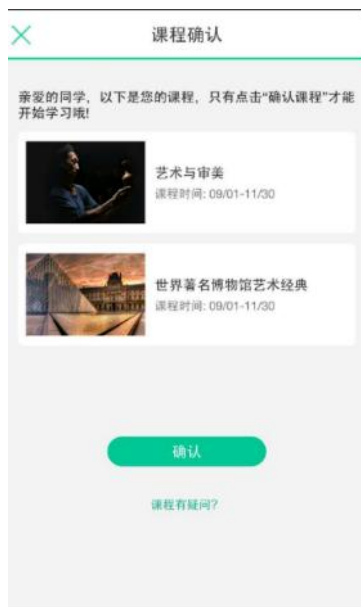 课程确认
亲爱的同学，以下是您的课程，只有点击“确认课程”才能
开始学习哦！
艺术与审美
课程时间: 09/01-11/30
世界著名博物馆艺术经典
课程时间: 09/01-11/30
确认
课程有疑问?